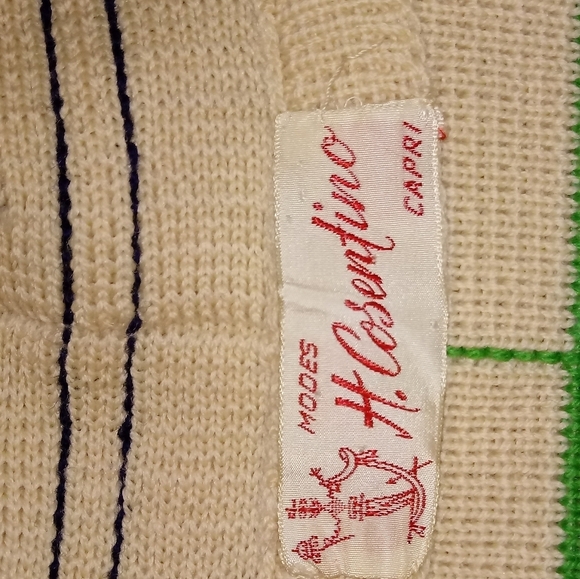 MODES
H. Cosentino
CAPRI